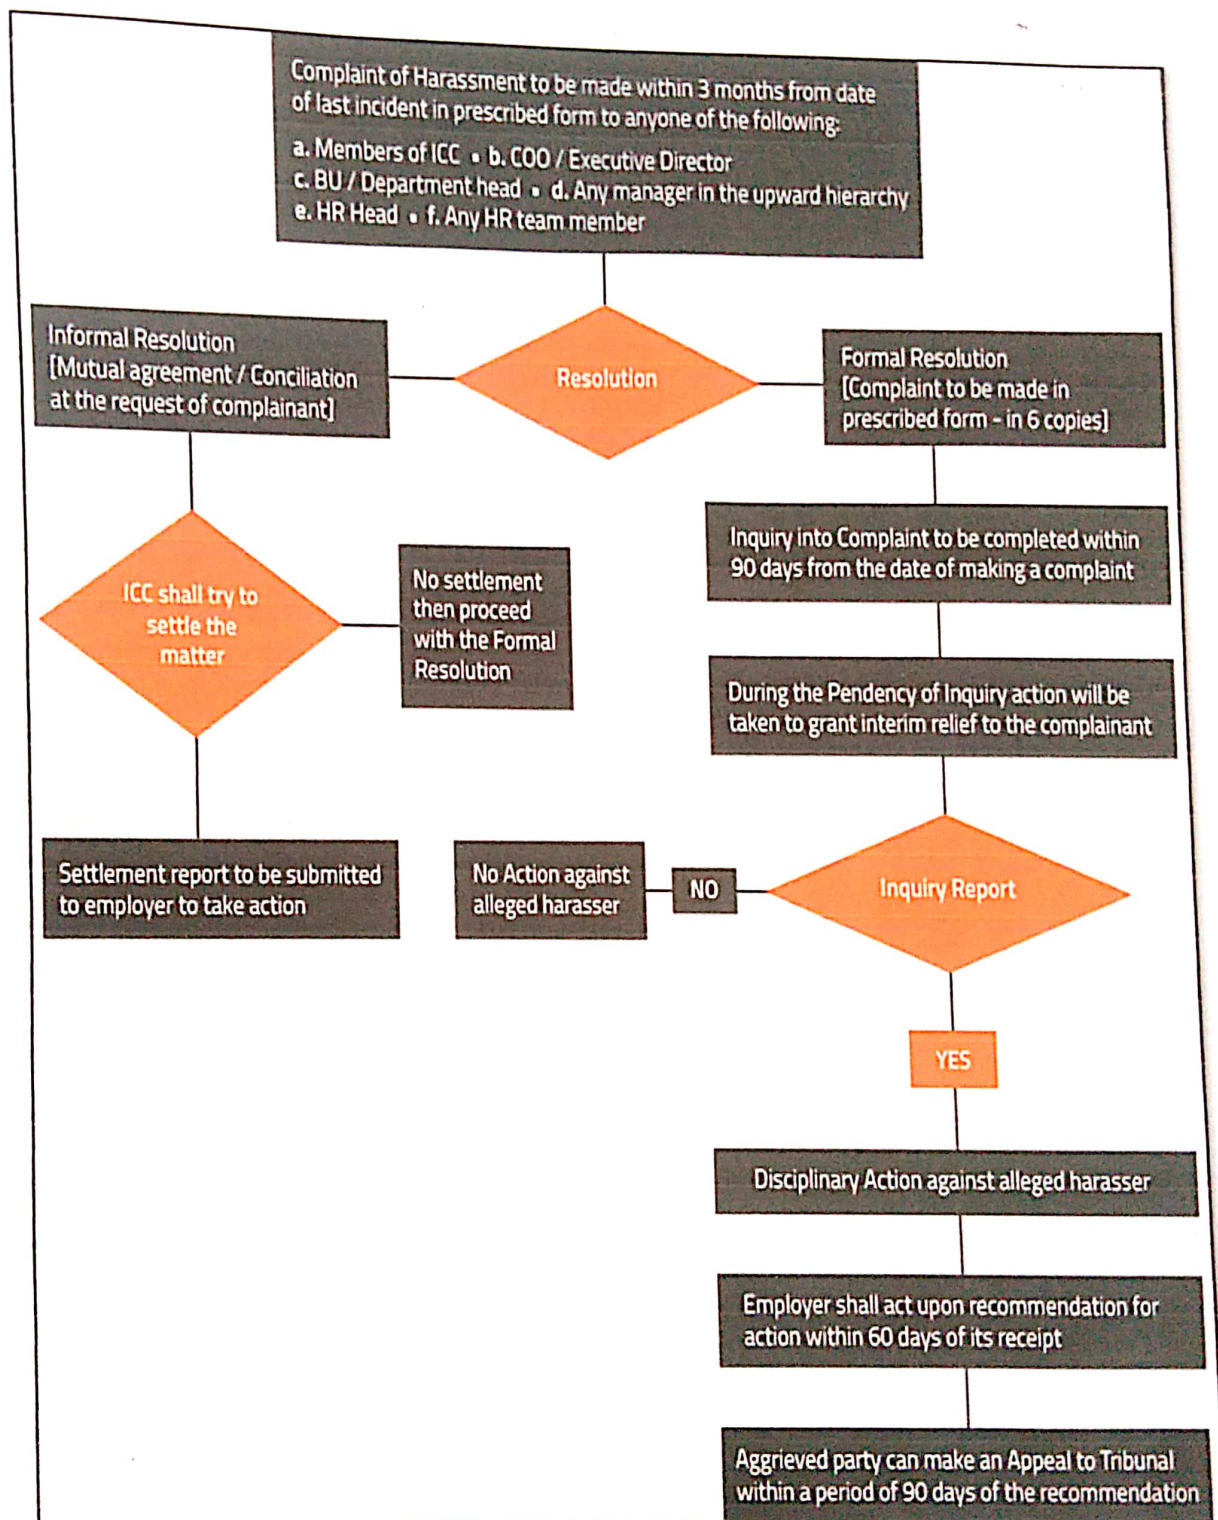 Complaint of Harassment to be made within 3 months from date
of last incident in prescribed form to anyone of the following:
a. Members of ICC ▪ b. COO / Executive Director
c. BU / Department head ▪ d. Any manager in the upward hierarchy
e. HR Head ▪ f. Any HR team member
Resolution
Informal Resolution
[Mutual agreement / Conciliation
at the request of complainant]
Formal Resolution
[Complaint to be made in
prescribed form - in 6 copies]
ICC shall try to
settle the
matter
No settlement
then proceed
with the Formal
Resolution
Inquiry into Complaint to be completed within
90 days from the date of making a complaint
During the Pendency of Inquiry action will be
taken to grant interim relief to the complainant
Settlement report to be submitted
to employer to take action
No Action against
alleged harasser
NO
Inquiry Report
YES
Disciplinary Action against alleged harasser
Employer shall act upon recommendation for
action within 60 days of its receipt
Aggrieved party can make an Appeal to Tribunal
within a period of 90 days of the recommendation